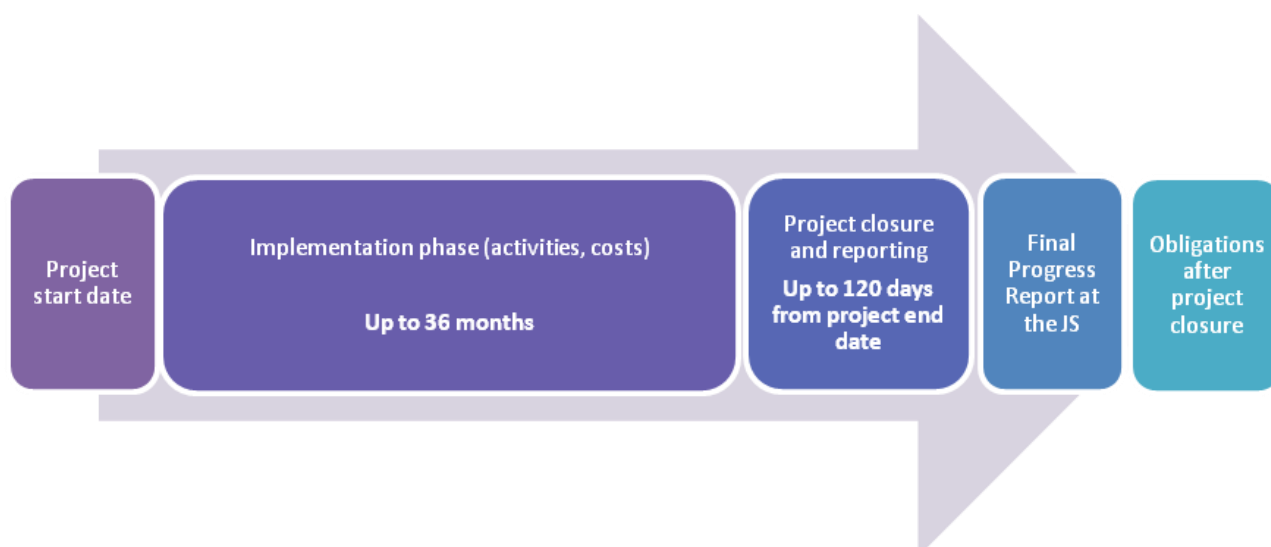 Project
start date
Implementation phase (activities, costs)
Up to 36 months
Project closure
and reporting
Up to 120 days
from project end
date
Final
Progress
Report at
the JS
Obligations
after
project
closure